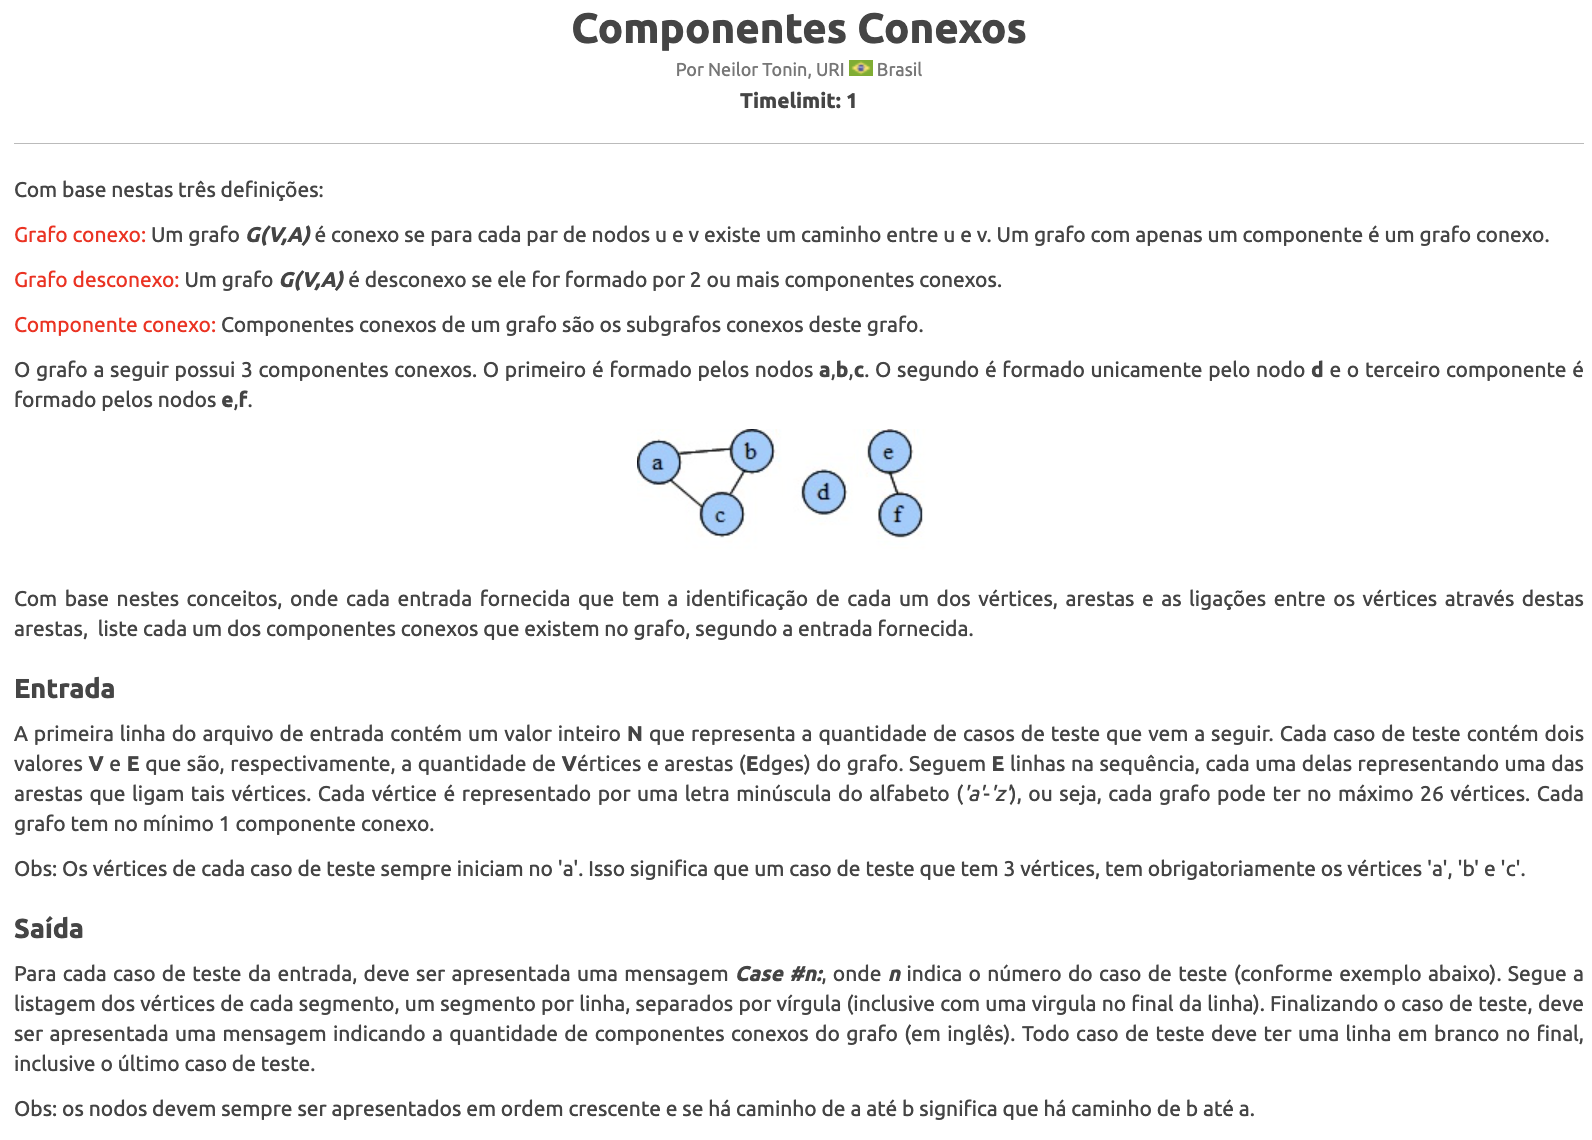 Componentes Conexos
Por Neilor Tonin, URI Brasil
Timelimit: 1
Com base nestas três definições:
Grafo conexo: Um grafo G(V,A) é conexo se para cada par de nodos u e v existe um caminho entre u e v. Um grafo com apenas um componente é um grafo conexo.
Grafo desconexo: Um grafo G(V,A) é desconexo se ele for formado por 2 ou mais componentes conexos.
Componente conexo: Componentes conexos de um grafo são os subgrafos conexos deste grafo.
O grafo a seguir possui 3 componentes conexos. O primeiro é formado pelos nodos a,b,c. O segundo é formado unicamente pelo nodo d e o terceiro componente é
formado pelos nodos e,f.
a b c d e f
Com base nestes conceitos, onde cada entrada fornecida que tem a identificação de cada um dos vértices, arestas e as ligações entre os vértices através destas
arestas, liste cada um dos componentes conexos que existem no grafo, segundo a entrada fornecida.
Entrada
A primeira linha do arquivo de entrada contém um valor inteiro N que representa a quantidade de casos de teste que vem a seguir. Cada caso de teste contém dois
valores V e E que são, respectivamente, a quantidade de Vértices e arestas (Edges) do grafo. Seguem E linhas na sequência, cada uma delas representando uma das
arestas que ligam tais vértices. Cada vértice é representado por uma letra minúscula do alfabeto ('a'-'z'), ou seja, cada grafo pode ter no máximo 26 vértices. Cada
grafo tem no mínimo 1 componente conexo.
Obs: Os vértices de cada caso de teste sempre iniciam no 'a'. Isso significa que um caso de teste que tem 3 vértices, tem obrigatoriamente os vértices 'a', 'b' e 'c'.
Saída
Para cada caso de teste da entrada, deve ser apresentada uma mensagem Case #n:, onde n indica o número do caso de teste (conforme exemplo abaixo). Segue a
listagem dos vértices de cada segmento, um segmento por linha, separados por vírgula (inclusive com uma virgula no final da linha). Finalizando o caso de teste, deve
ser apresentada uma mensagem indicando a quantidade de componentes conexos do grafo (em inglês). Todo caso de teste deve ter uma linha em branco no final,
inclusive o último caso de teste.
Obs: os nodos devem sempre ser apresentados em ordem crescente e se há caminho de a até b significa que há caminho de b até a.